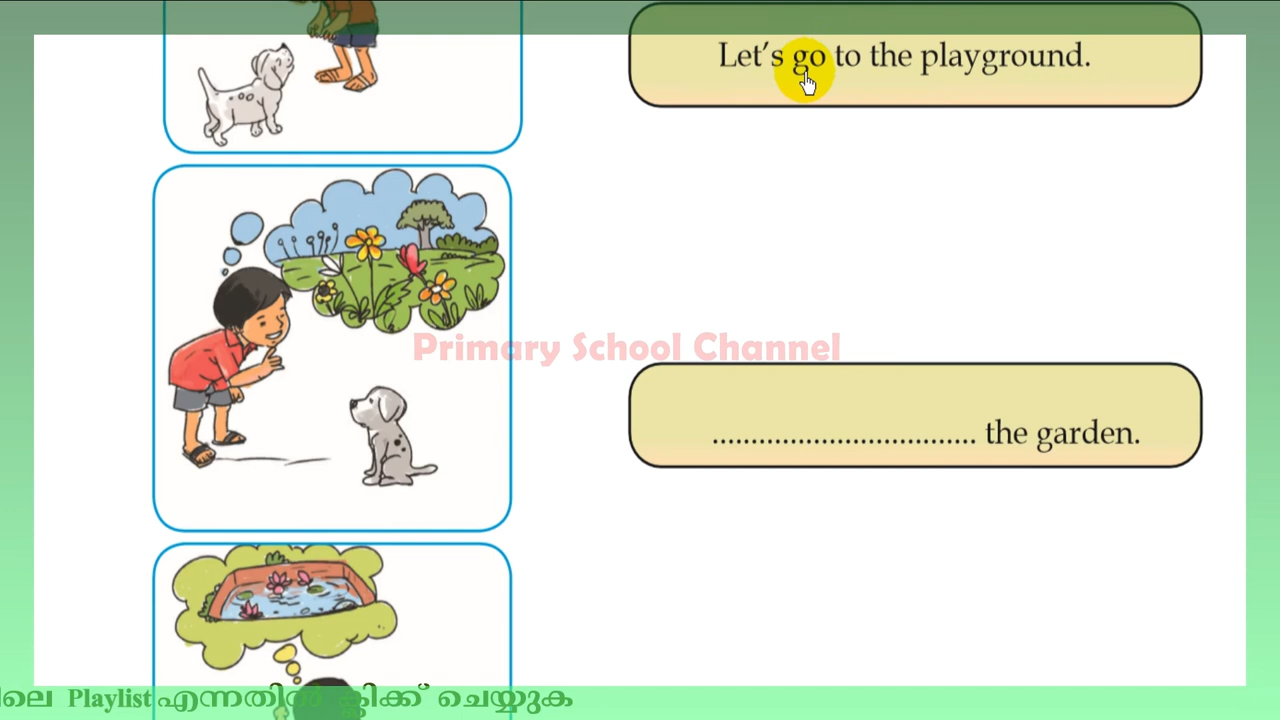 Let's go to the playground.
Primary School Channel
................................. the garden.
ലെ Playlist എന്നതിൽ ക്ലിക്ക് ചെയ്യുക